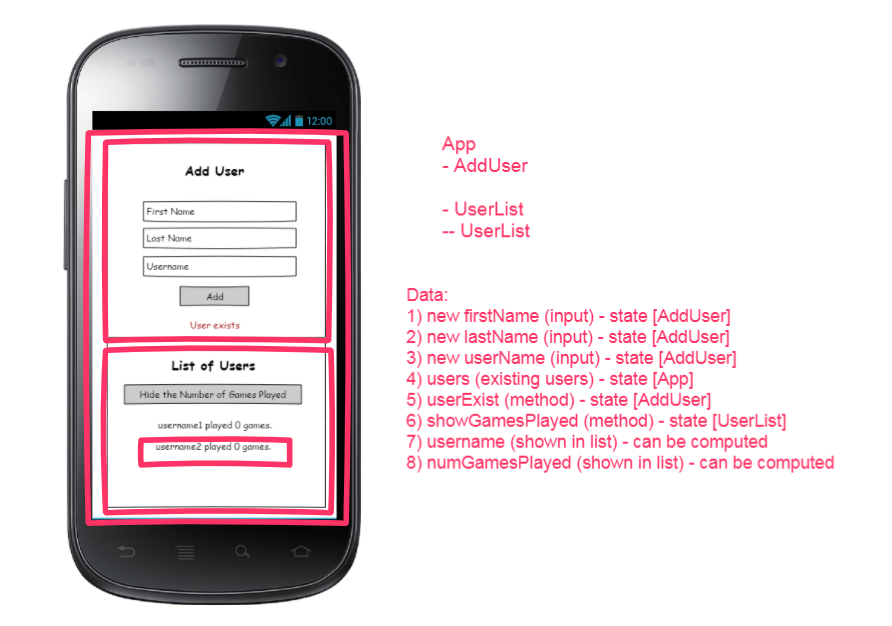 12:00
Add User
First Name
Last Name
Username
Add
User exists
List of Users
Hide the Number of Games Played
username1 played 0 games.
username2 played 0 games.
App
- AddUser
- UserList
-- UserList
Data:
1) new firstName (input) - state [AddUser]
2) new lastName (input) - state [AddUser]
3) new userName (input) - state [AddUser]
4) users (existing users) - state [App]
5) userExist (method) - state [AddUser]
6) showGamesPlayed (method) - state [UserList]
7) username (shown in list) - can be computed
8) numGamesPlayed (shown in list) - can be computed